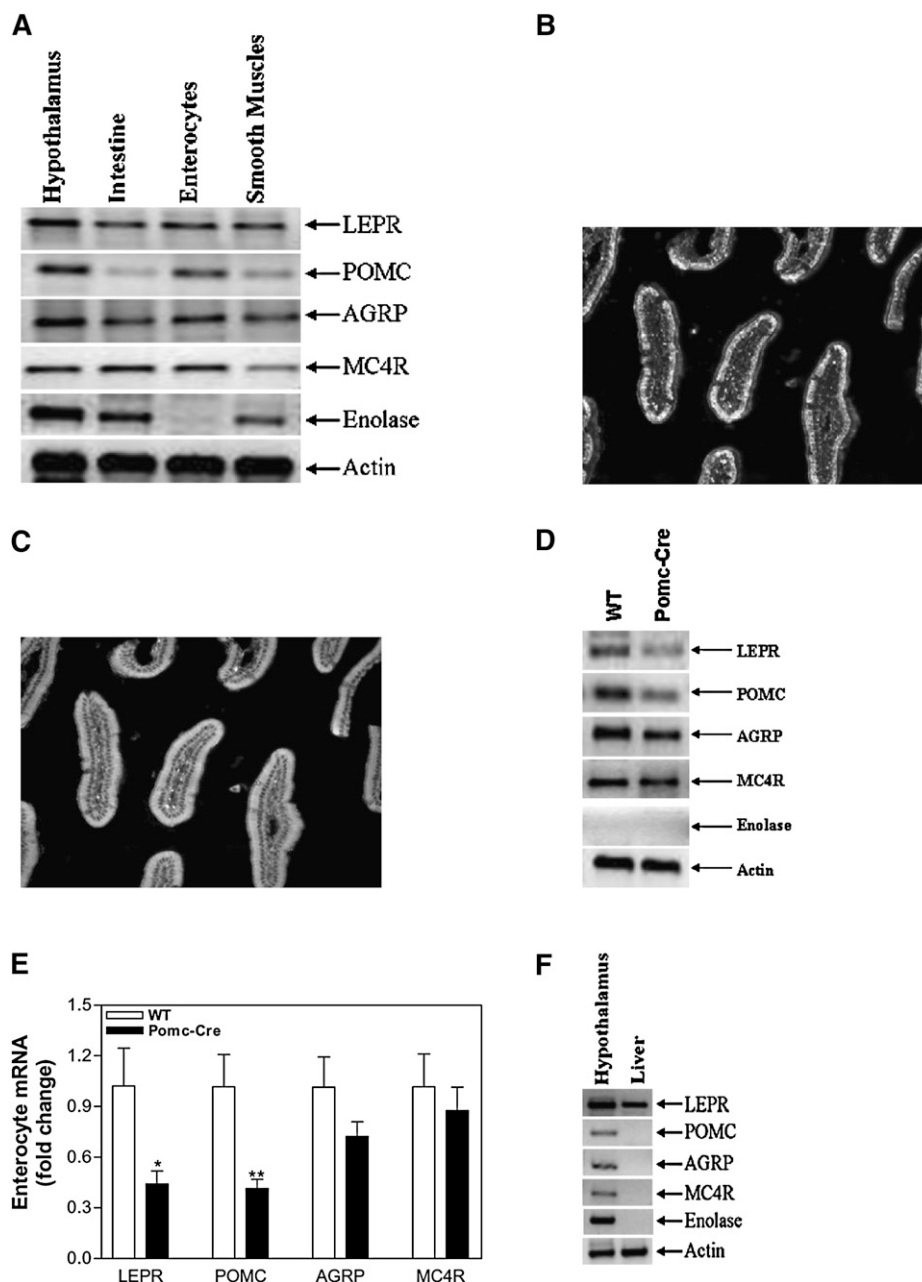 A
B
Hypothalamus
Intestine
Enterocytes
Smooth Muscles
LEPR
POMC
AGRP
MC4R
Enolase
Actin
C
D
WT
Pomc-Cre
LEPR
POMC
AGRP
MC4R
Enolase
Actin
E
F
Enterocyte mRNA
(fold change)
1.5
1.2
0.9
0.6
0.3
0.0
WT
Pomc-Cre
*
**
LEPR
POMC
AGRP
MC4R
Hypothalamus
Liver
LEPR
POMC
AGRP
MC4R
Enolase
Actin